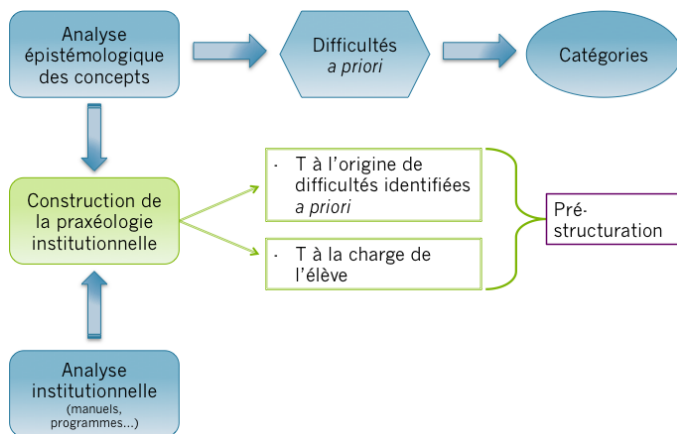 Analyse
épistémologique
des concepts
Difficultés
a priori
Catégories
Construction de
la praxéologie
institutionnelle
· T à l'origine de
difficultés identifiées
a priori
· T à la charge de
l'élève
Pré-
structuration
Analyse
institutionnelle
(manuels,
programmes...)